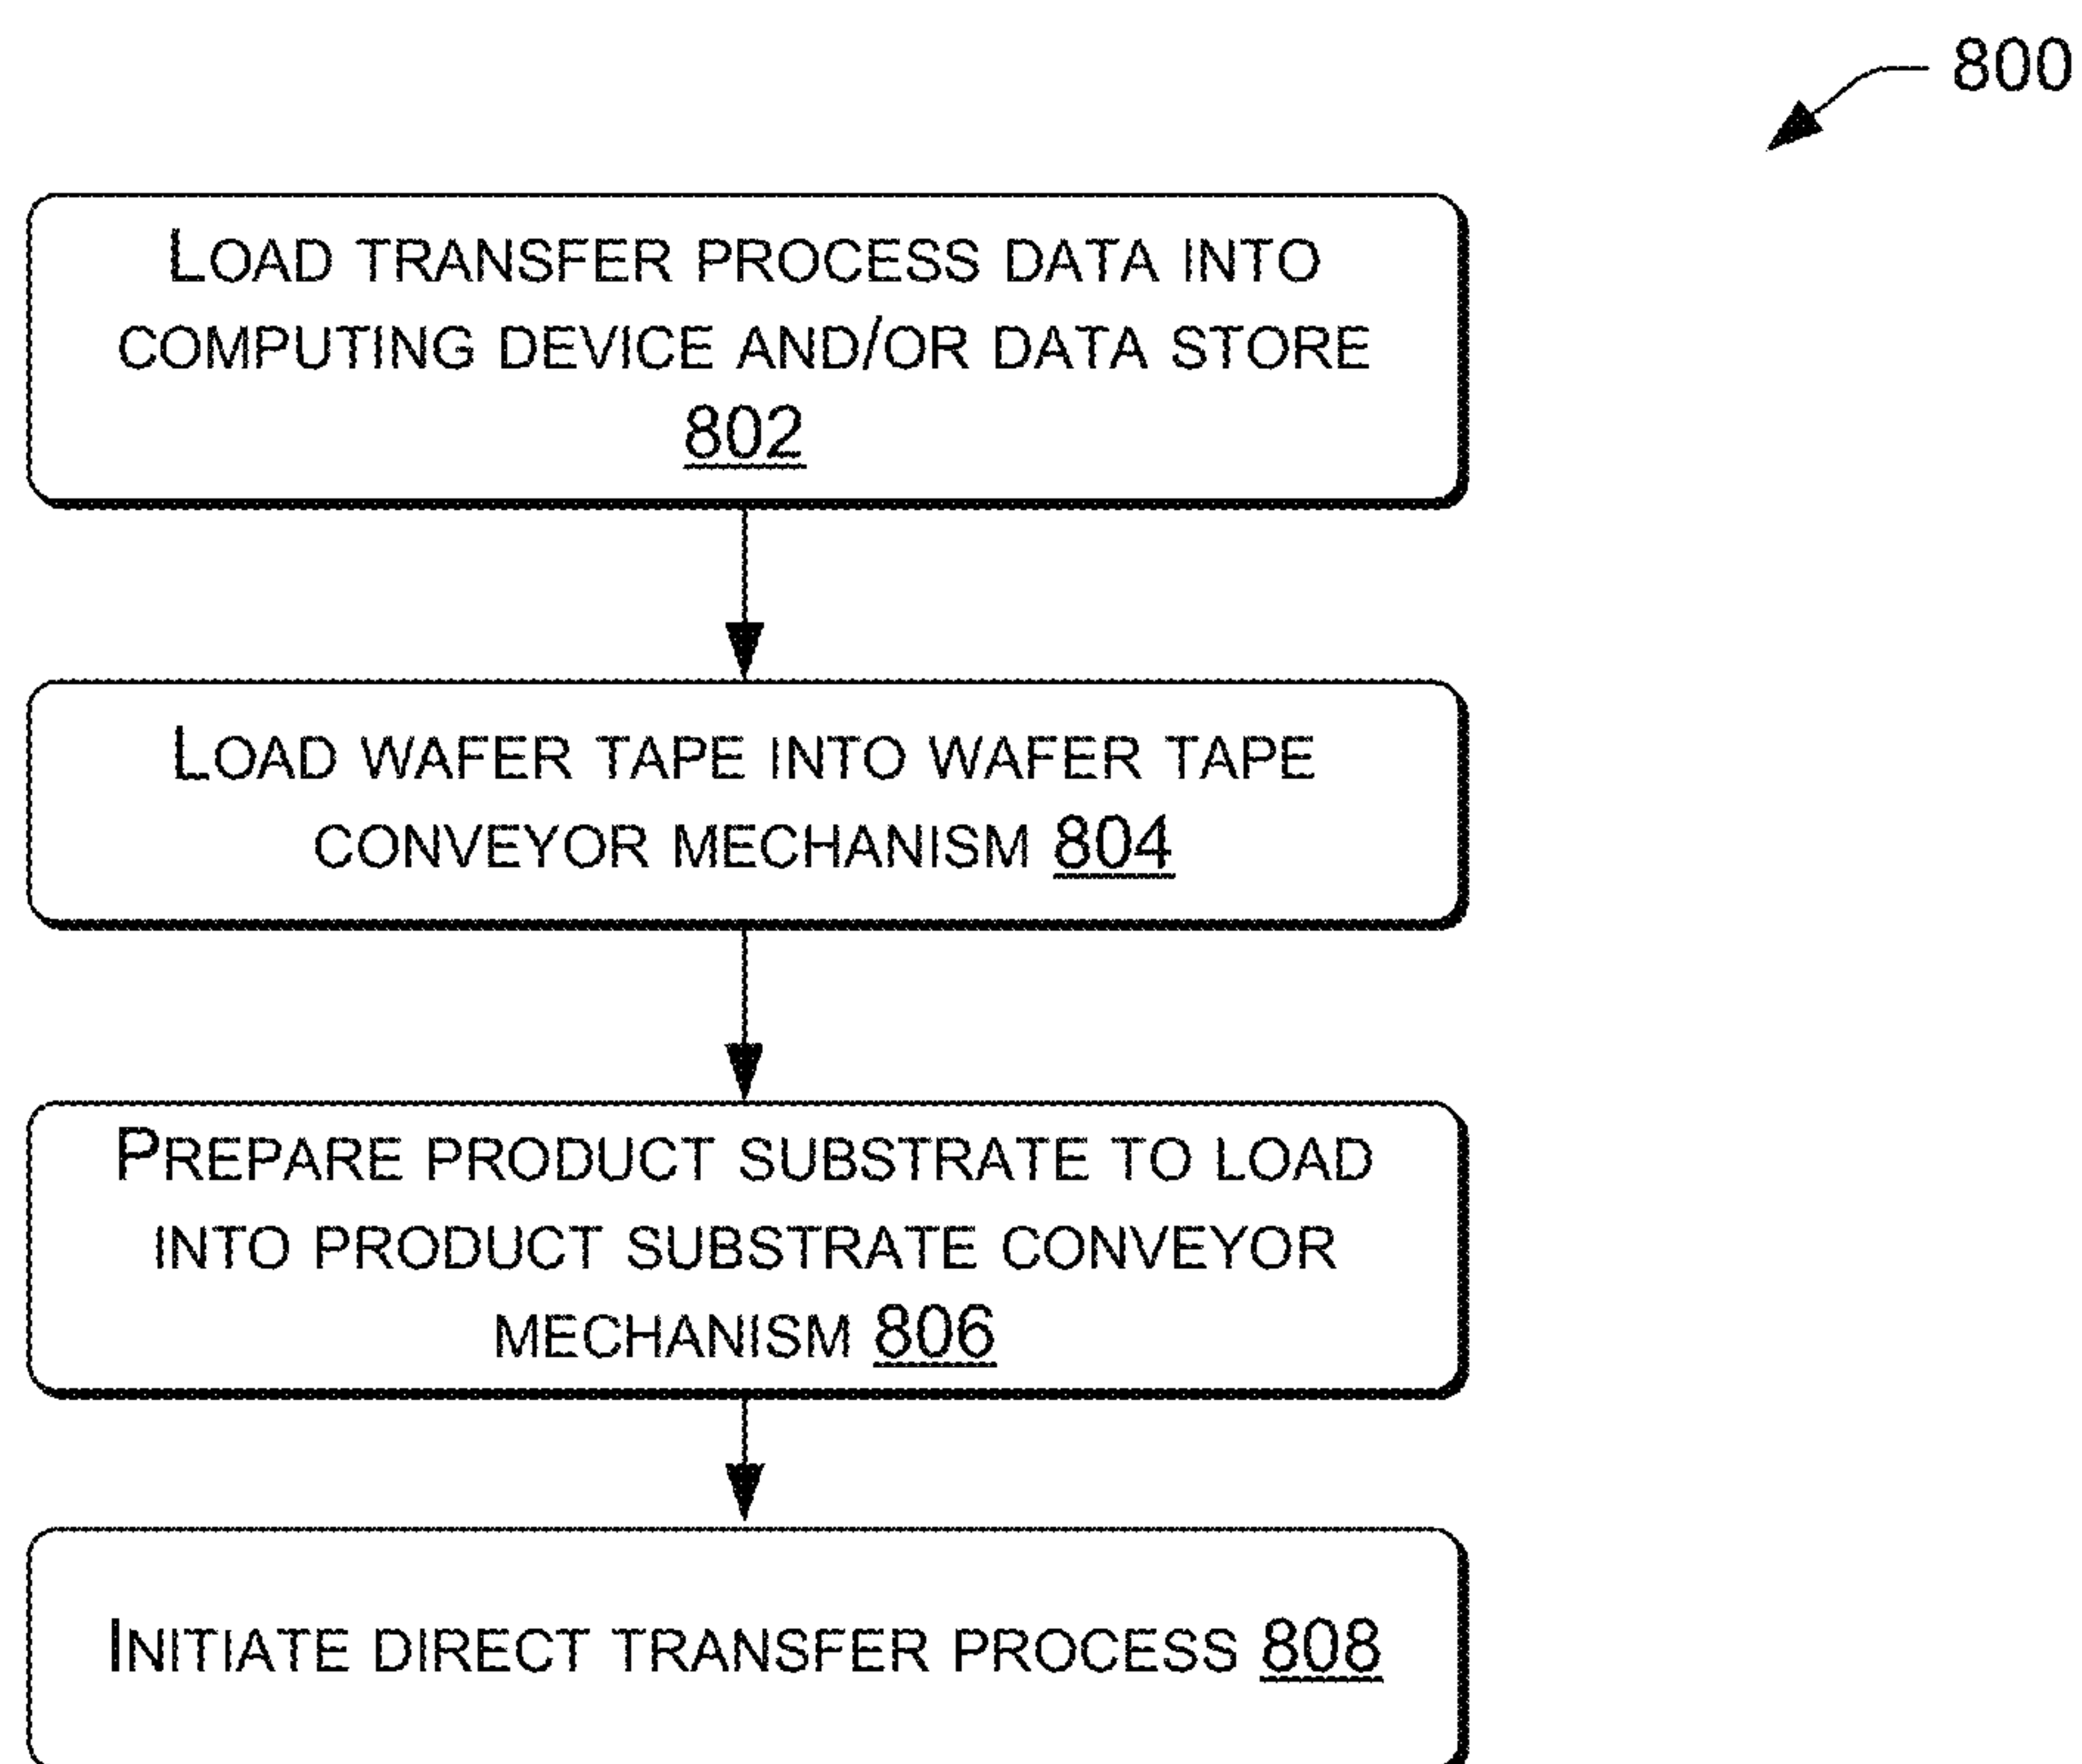 800
LOAD TRANSFER PROCESS DATA INTO
COMPUTING DEVICE AND/OR DATA STORE
802
LOAD WAFER TAPE INTO WAFER TAPE
CONVEYOR MECHANISM 804
PREPARE PRODUCT SUBSTRATE TO LOAD
INTO PRODUCT SUBSTRATE CONVEYOR
MECHANISM 806
INITIATE DIRECT TRANSFER PROCESS 808